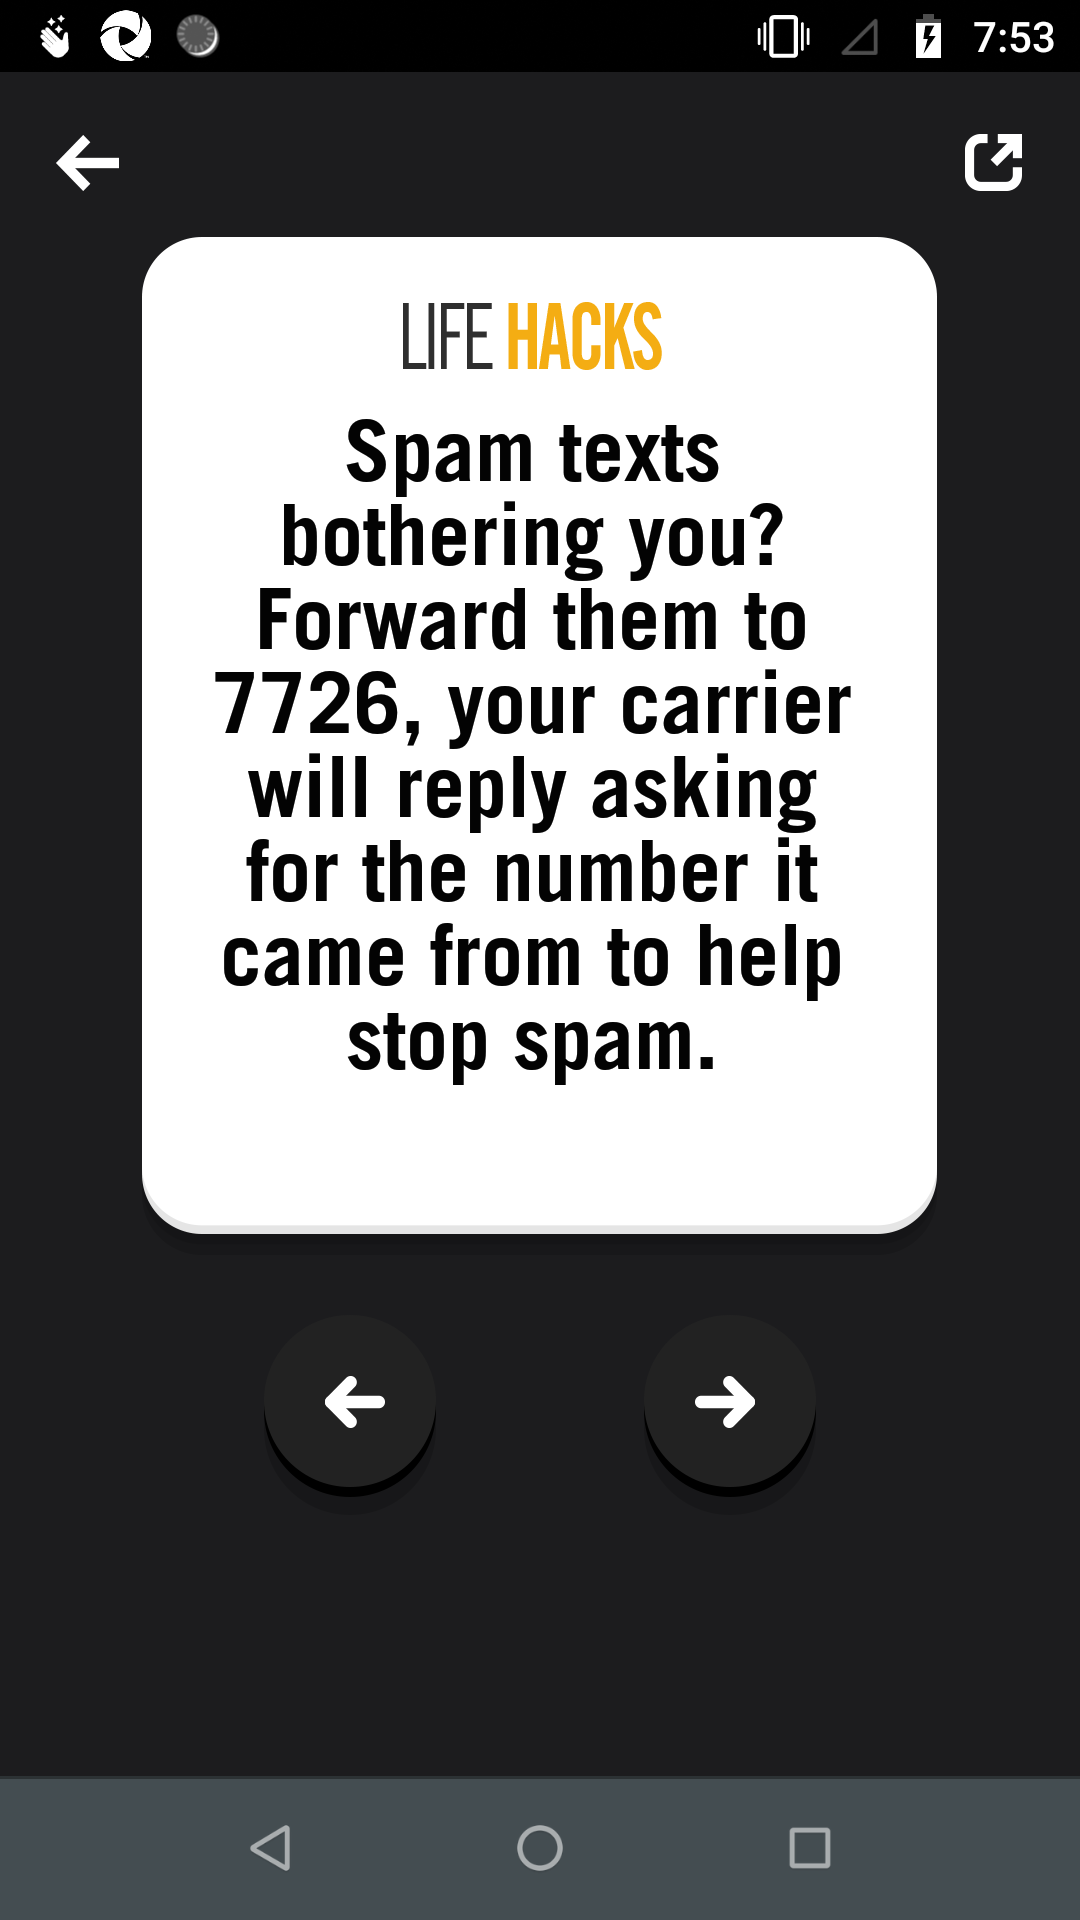 7:53
LIFE HACKS
Spam texts
bothering you?
Forward them to
7726, your carrier
will reply asking
for the number it
came from to help
stop spam.